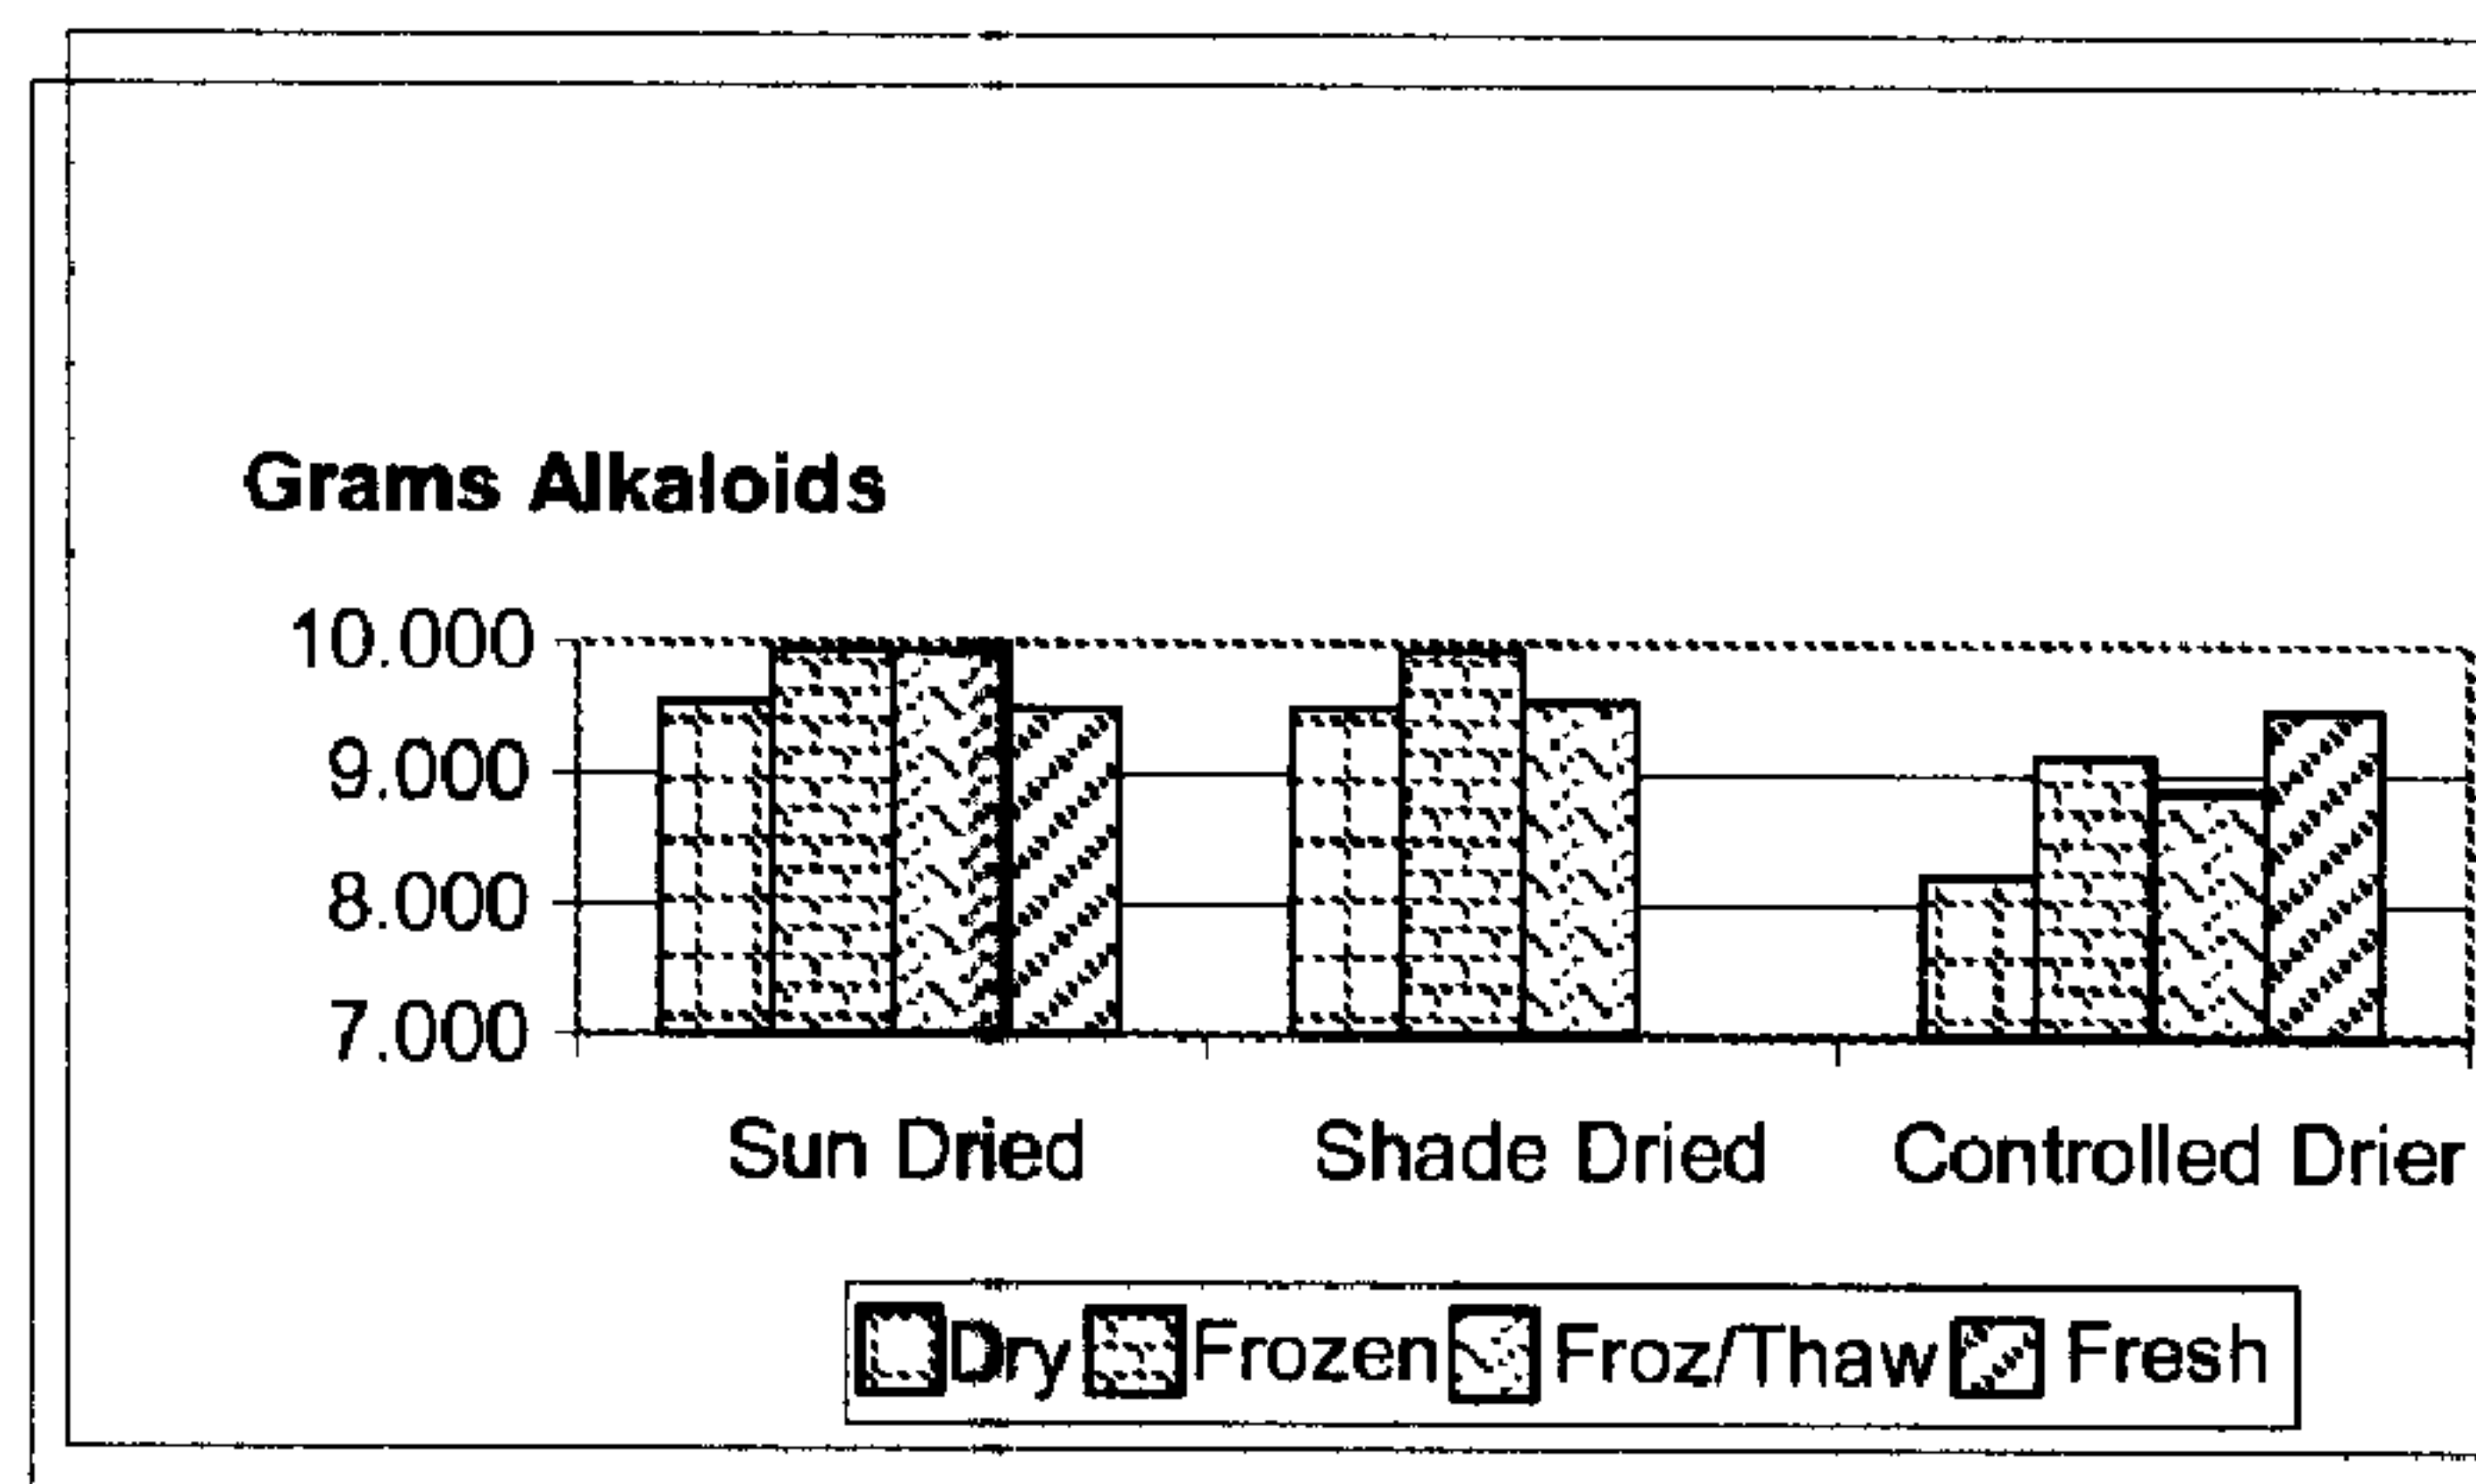 Grams Alkaloids
10.000
9.000
8.000
7.000
Sun Dried Shade Dried Controlled Drier
Dry Frozen Froz/Thaw Fresh